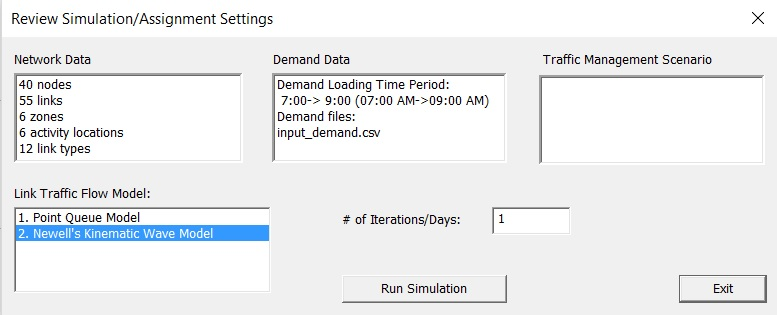 Review Simulation/Assignment Settings
Network Data
40 nodes
55 links
6 zones
6 activity locations
12 link types
Demand Data
Demand Loading Time Period:
7:00-> 9:00 (07:00 AM->09:00 AM)
Demand files:
input_demand.csv
Traffic Management Scenario
Link Traffic Flow Model:
1. Point Queue Model
2. Newell's Kinematic Wave Model
# of Iterations/Days:
1
Run Simulation
Exit